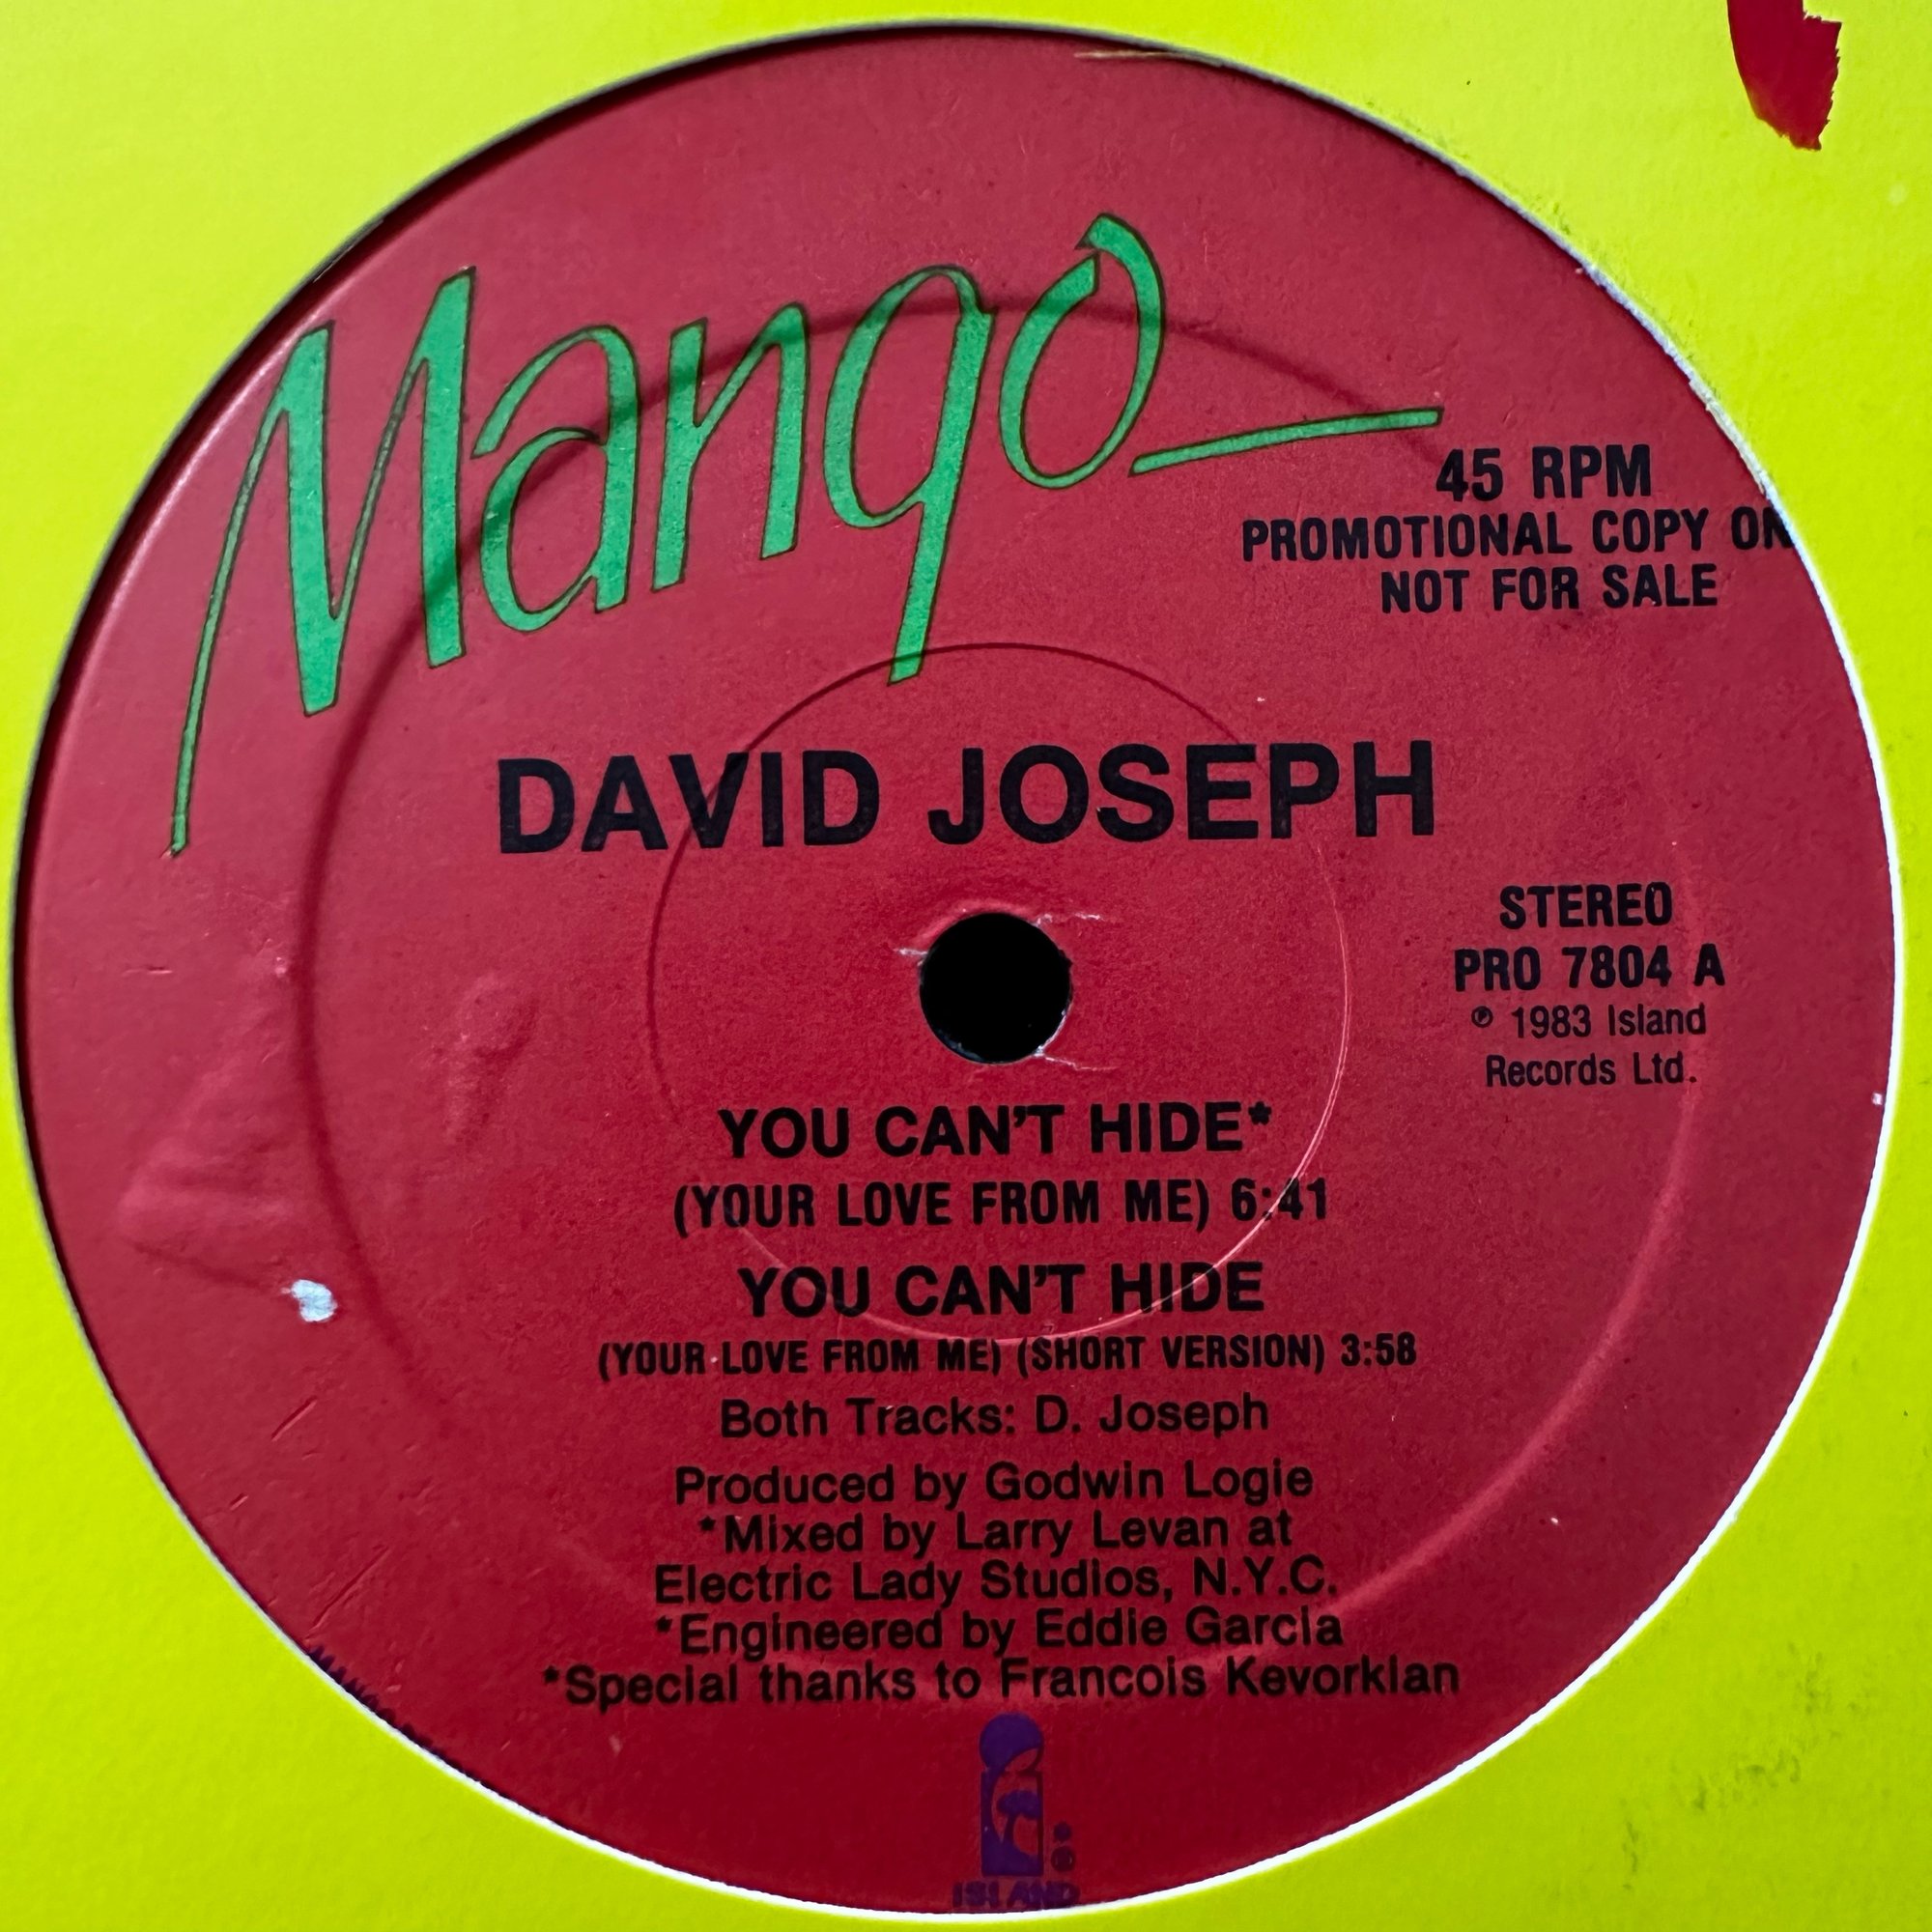 Mango
45 RPM
PROMOTIONAL COPY ON
NOT FOR SALE
DAVID JOSEPH
STEREO
PRO 7804 A
℗ 1983 Island
Records Ltd.
YOU CAN'T HIDE*
(YOUR LOVE FROM ME) 6:41
YOU CAN'T HIDE
(YOUR LOVE FROM ME) (SHORT VERSION) 3:58
Both Tracks: D. Joseph
Produced by Godwin Logie
*Mixed by Larry Levan at
Electric Lady Studios, N.Y.C.
*Engineered by Eddie Garcia
*Special thanks to Francois Kevorkian
ISLAND